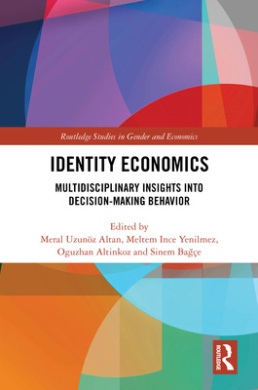 Routledge Studies in Gender and Economics
IDENTITY ECONOMICS
MULTIDISCIPLINARY INSIGHTS INTO
DECISION-MAKING BEHAVIOR
Edited by
Meral Uzunöz Altan, Meltem Ince Yenilmez,
Oguzhan Altinkoz and Sinem Bağçe
ROUTLEDGE